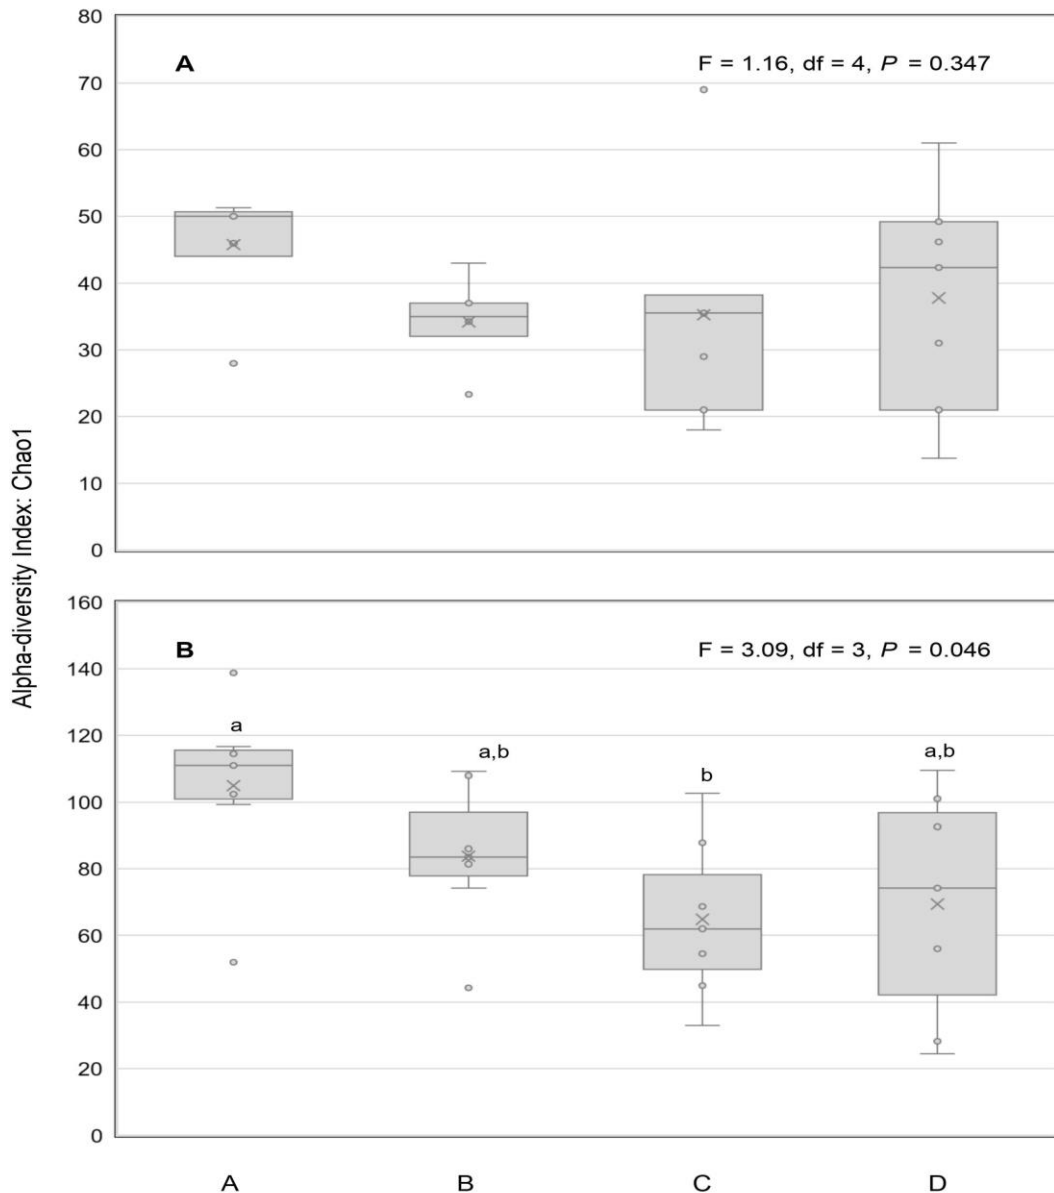 Alpha-diversity Index: Chao1
80
70
60
50
40
30
20
10
0
A
F = 1.16, df = 4, P = 0.347
160
140
120
100
80
60
40
20
0
B
F = 3.09, df = 3, P = 0.046
a
a,b
b
a,b
A B C D